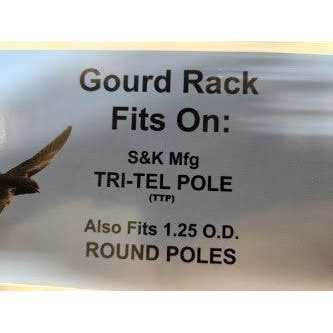 Gourd Rack
Fits On:
S&K Mfg
TRI-TEL POLE
(TTP)
Also Fits 1.25 O.D.
ROUND POLES